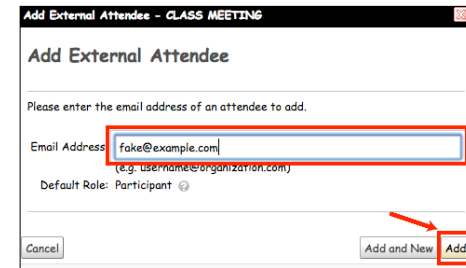 Add External Attendee - CLASS MEETING
Add External Attendee
Please enter the email address of an attendee to add.
Email Address: fake@example.com
(e.g. username@organization.com)
Default Role: Participant
Cancel Add and New Add